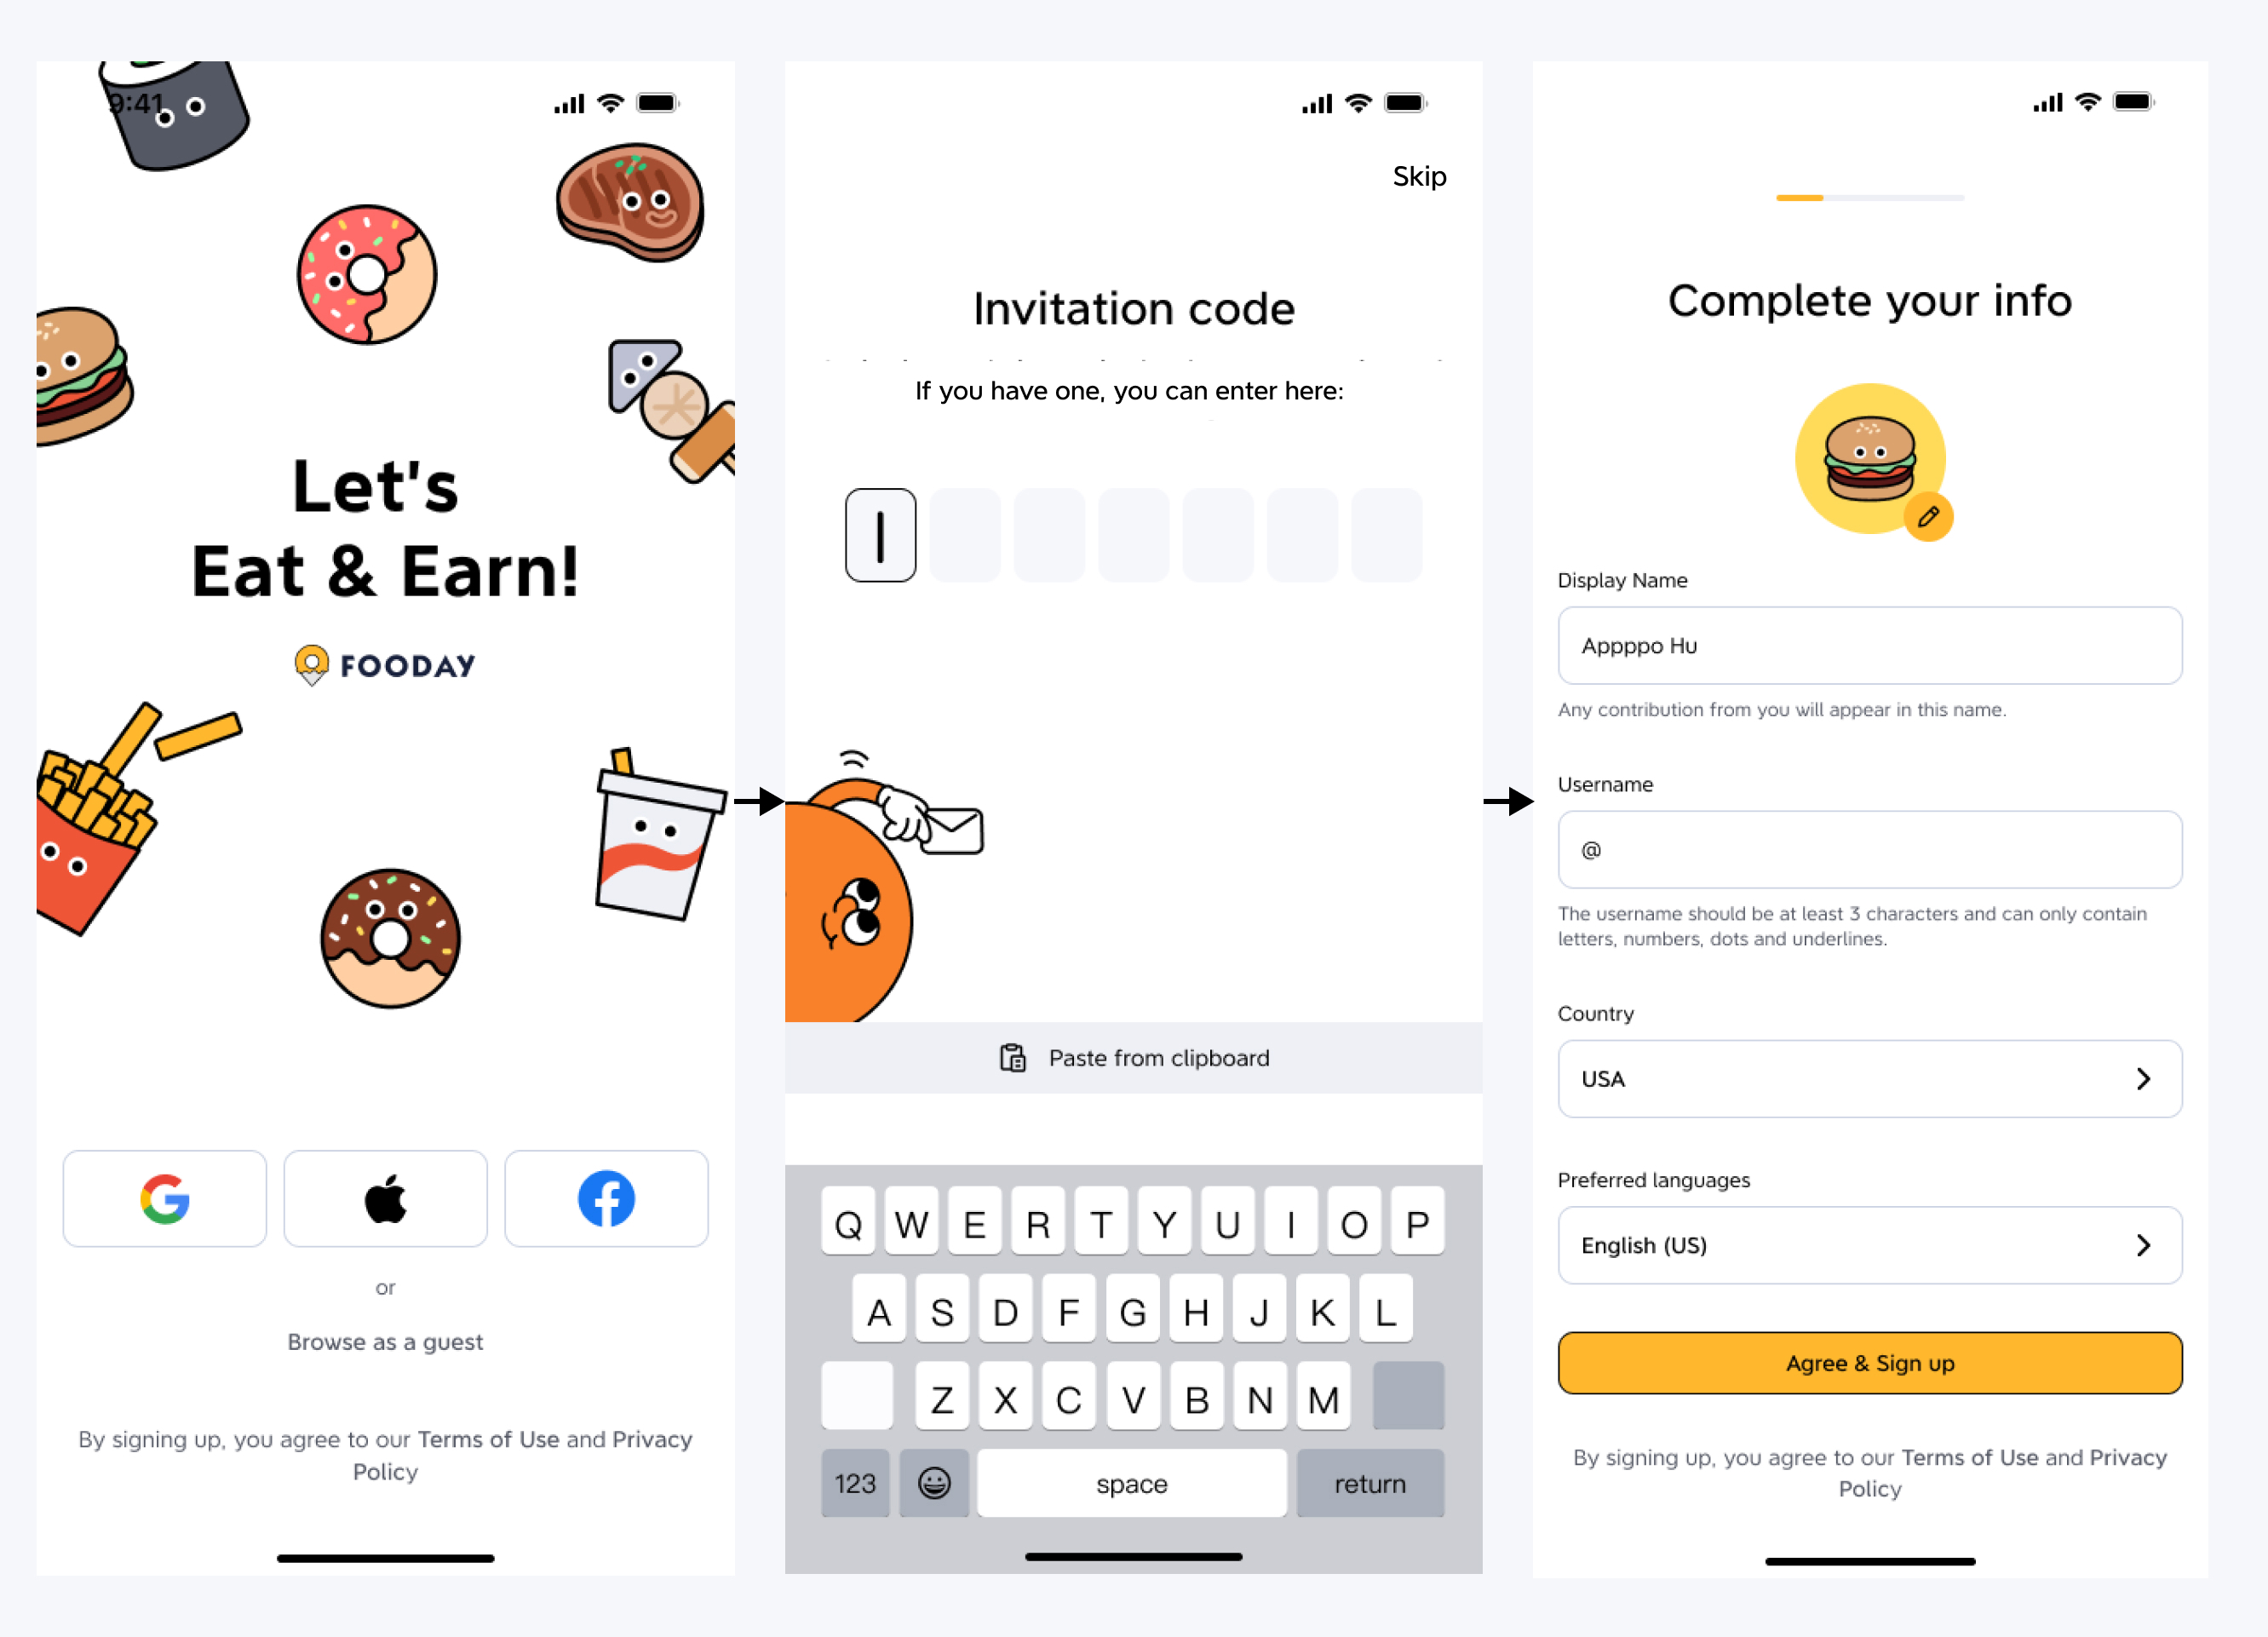 9:41
Let's
Eat & Earn!
FOODAY
or
Browse as a guest
By signing up, you agree to our Terms of Use and Privacy
Policy
Skip
Invitation code
If you have one, you can enter here:
Paste from clipboard
Q W E R T Y U I O P
A S D F G H J K L
Z X C V B N M
123 space return
Complete your info
Display Name
Appppo Hu
Any contribution from you will appear in this name.
Username
@
The username should be at least 3 characters and can only contain
letters, numbers, dots and underlines.
Country
USA
Preferred languages
English (US)
Agree & Sign up
By signing up, you agree to our Terms of Use and Privacy
Policy